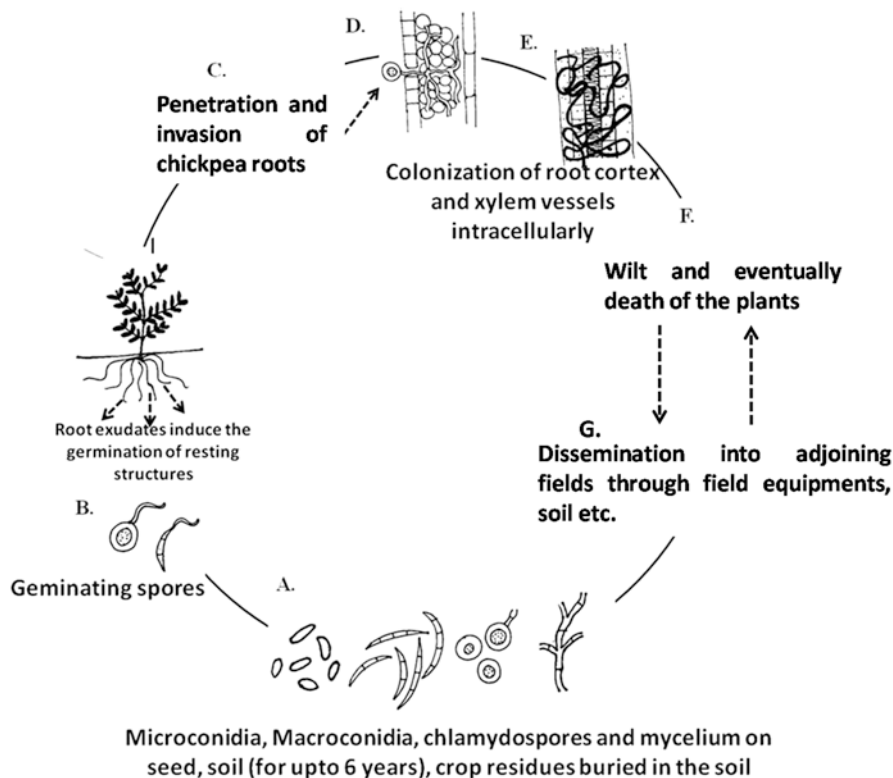 D.
E.
C.
Penetration and
invasion of
chickpea roots
Colonization of root cortex
and xylem vessels
intracellularly
F.
Wilt and eventually
death of the plants
Root exudates induce the
germination of resting
structures
G.
Dissemination into adjoining
fields through field equipments,
soil etc.
B.
Geminating spores
A.
Microconidia, Macroconidia, chlamydospores and mycelium on
seed, soil (for upto 6 years), crop residues buried in the soil